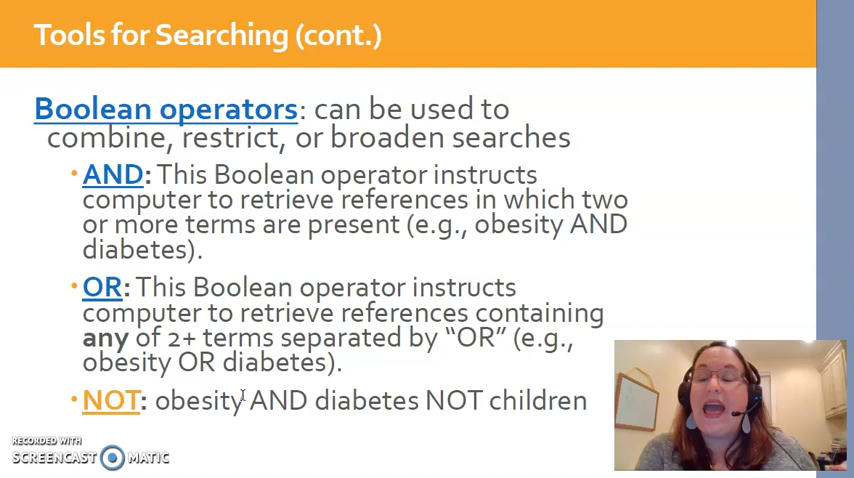 Tools for Searching (cont.)
Boolean operators: can be used to
combine, restrict, or broaden searches
•AND: This Boolean operator instructs
computer to retrieve references in which two
or more terms are present (e.g., obesity AND
diabetes).
•OR: This Boolean operator instructs
computer to retrieve references containing
any of 2+ terms separated by “OR” (e.g.,
obesity OR diabetes).
•NOT: obesity AND diabetes NOT children
RECORDED WITH
SCREENCAST MATIC